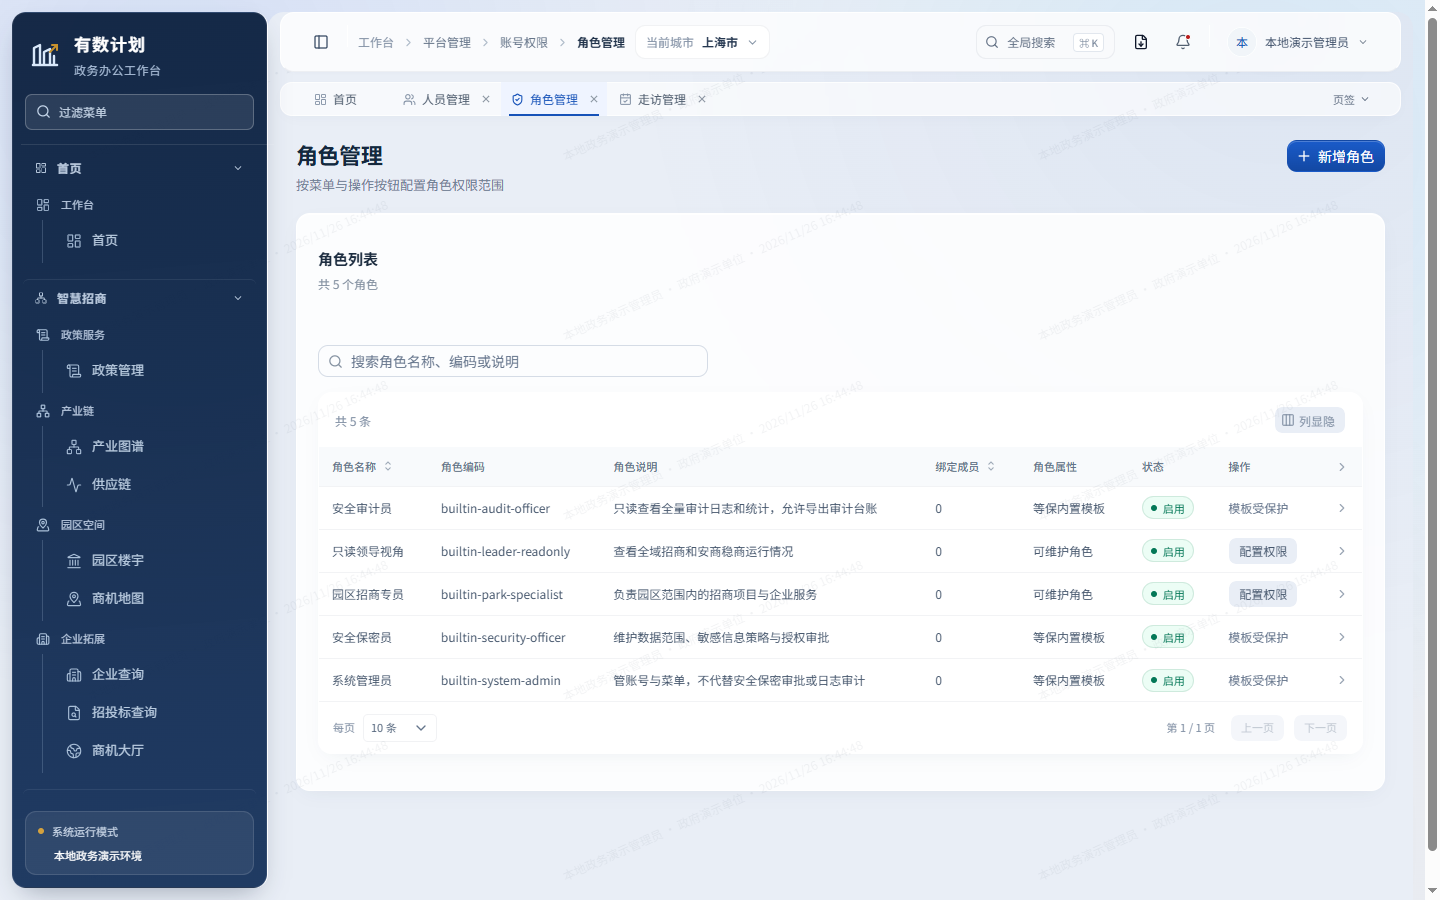 有数计划
政务办公工作台
过滤菜单
首页
工作台
首页
智慧招商
政策服务
政策管理
产业链
产业图谱
供应链
园区空间
园区楼宇
商机地图
企业拓展
企业查询
招投标查询
商机大厅
系统运行模式
本地政务演示环境
工作台 平台管理 账号权限 角色管理 当前城市 上海市
全局搜索 ⌘K 本 本地演示管理员
首页 人员管理 角色管理 走访管理 页签
角色管理
按菜单与操作按钮配置角色权限范围
新增角色
角色列表
共 5 个角色
搜索角色名称、编码或说明
共 5 条 列显隐
角色名称 角色编码 角色说明 绑定成员 角色属性 状态 操作
安全审计员 builtin-audit-officer 只读查看全量审计日志和统计，允许导出审计台账 0 等保内置模板 启用 模板受保护
只读领导视角 builtin-leader-readonly 查看全域招商和安商稳商运行情况 0 可维护角色 启用 配置权限
园区招商专员 builtin-park-specialist 负责园区范围内的招商项目与企业服务 0 可维护角色 启用 配置权限
安全保密员 builtin-security-officer 维护数据范围、敏感信息策略与授权审批 0 等保内置模板 启用 模板受保护
系统管理员 builtin-system-admin 管账号与菜单，不代替安全保密审批或日志审计 0 等保内置模板 启用 模板受保护
每页 10 条 第 1 / 1 页 上一页 下一页
本地政务演示管理员 · 政府演示单位 · 2026/11/26 16:44:48